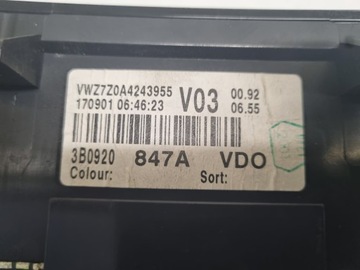 VWZ7Z0A4243955
170901 06:46:23 V03 00.92
06.55
3B0920 847A VDO
Colour: Sort: